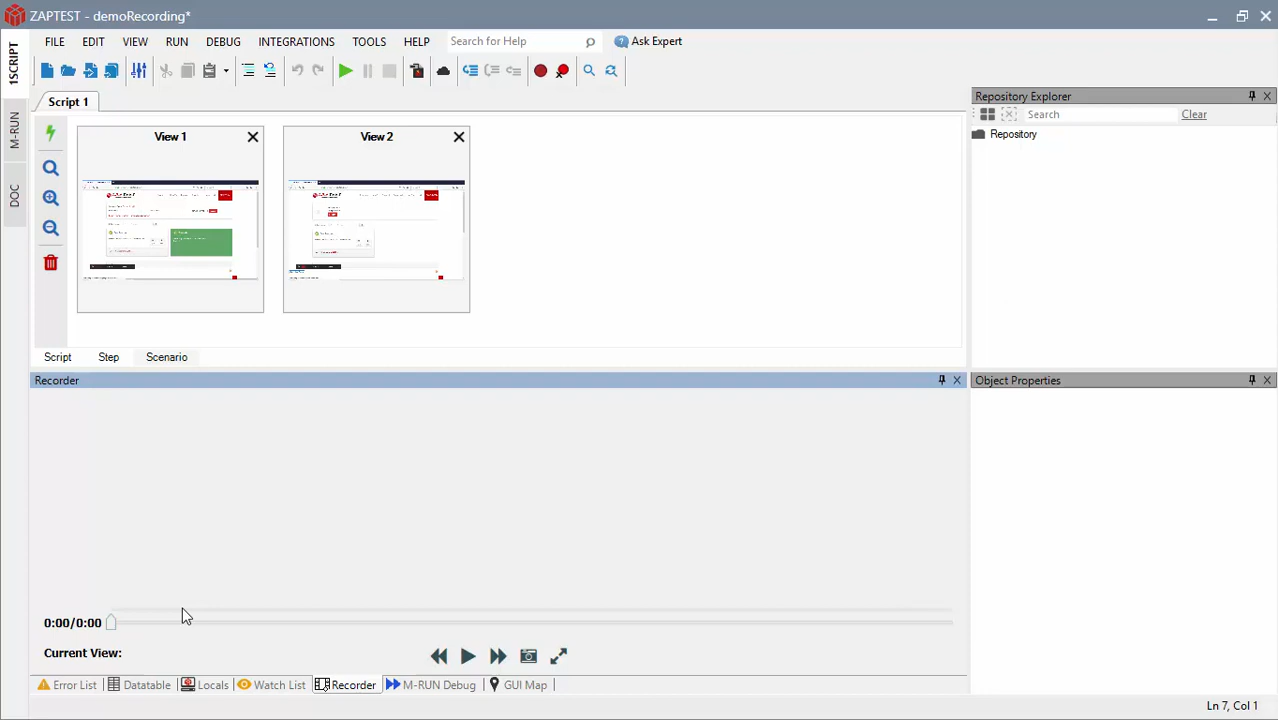 ZAPTEST - demoRecording*
FILE EDIT VIEW RUN DEBUG INTEGRATIONS TOOLS HELP Search for Help Ask Expert
1SCRIPT
M-RUN
DOC
Script 1
View 1
View 2
Script Step Scenario
Repository Explorer
Search Clear
Repository
Recorder
Object Properties
0:00/0:00
Current View:
Error List Datatable Locals Watch List Recorder M-RUN Debug GUI Map
Ln 7, Col 1